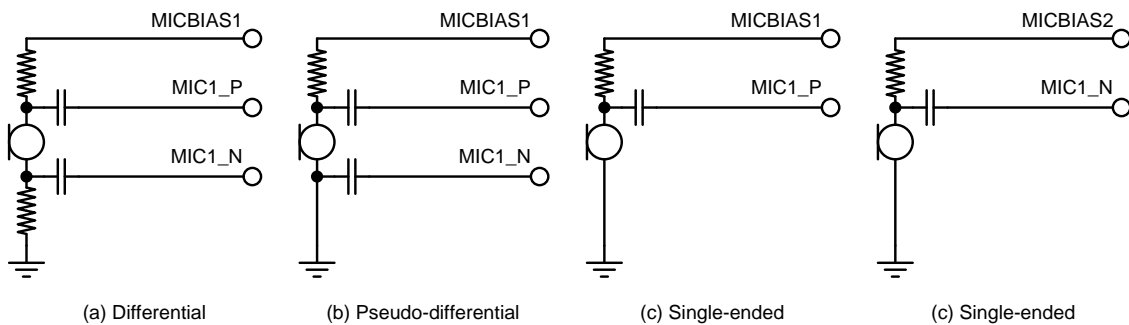 MICBIAS1
MIC1_P
MIC1_N
(a) Differential
MICBIAS1
MIC1_P
MIC1_N
(b) Pseudo-differential
MICBIAS1
MIC1_P
(c) Single-ended
MICBIAS2
MIC1_N
(c) Single-ended